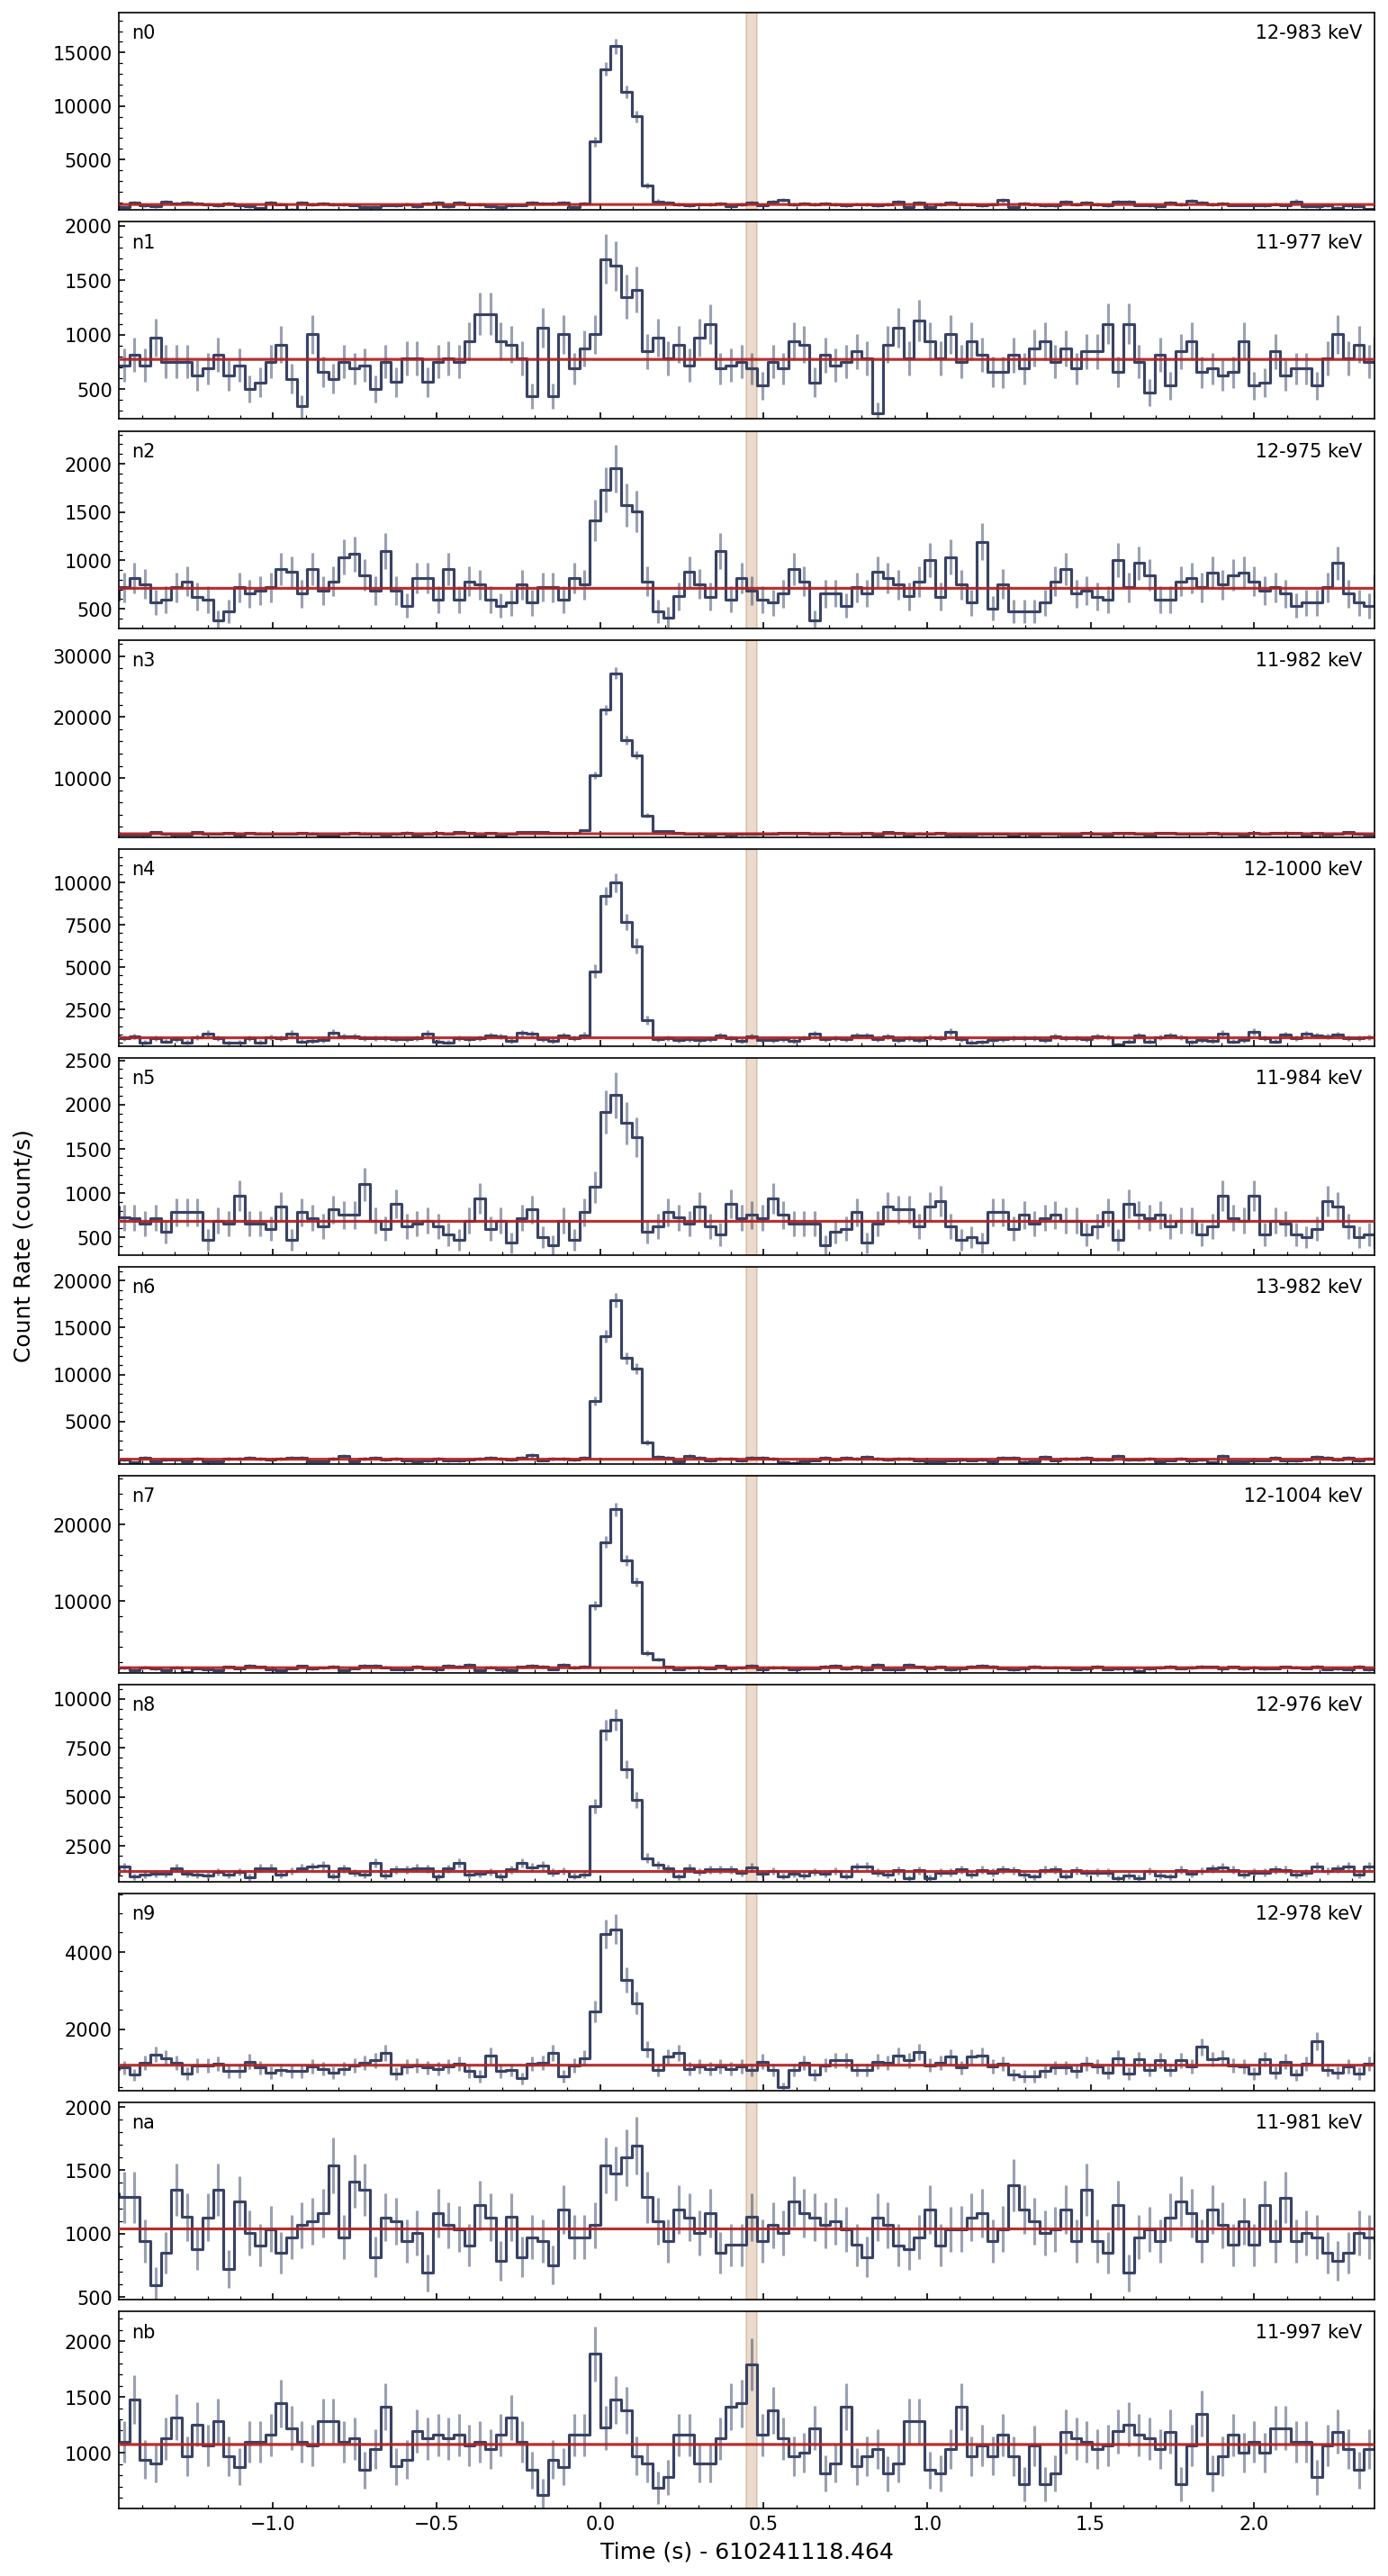 n0 12-983 keV
15000
10000
5000
n1 11-977 keV
2000
1500
1000
500
n2 12-975 keV
2000
1500
1000
500
n3 11-982 keV
30000
20000
10000
n4 12-1000 keV
10000
7500
5000
2500
n5 11-984 keV
2500
2000
1500
1000
500
Count Rate (count/s)
n6 13-982 keV
20000
15000
10000
5000
n7 12-1004 keV
20000
10000
n8 12-976 keV
10000
7500
5000
2500
n9 12-978 keV
4000
2000
na 11-981 keV
2000
1500
1000
500
nb 11-997 keV
2000
1500
1000
−1.0 −0.5 0.0 0.5 1.0 1.5 2.0
Time (s) - 610241118.464